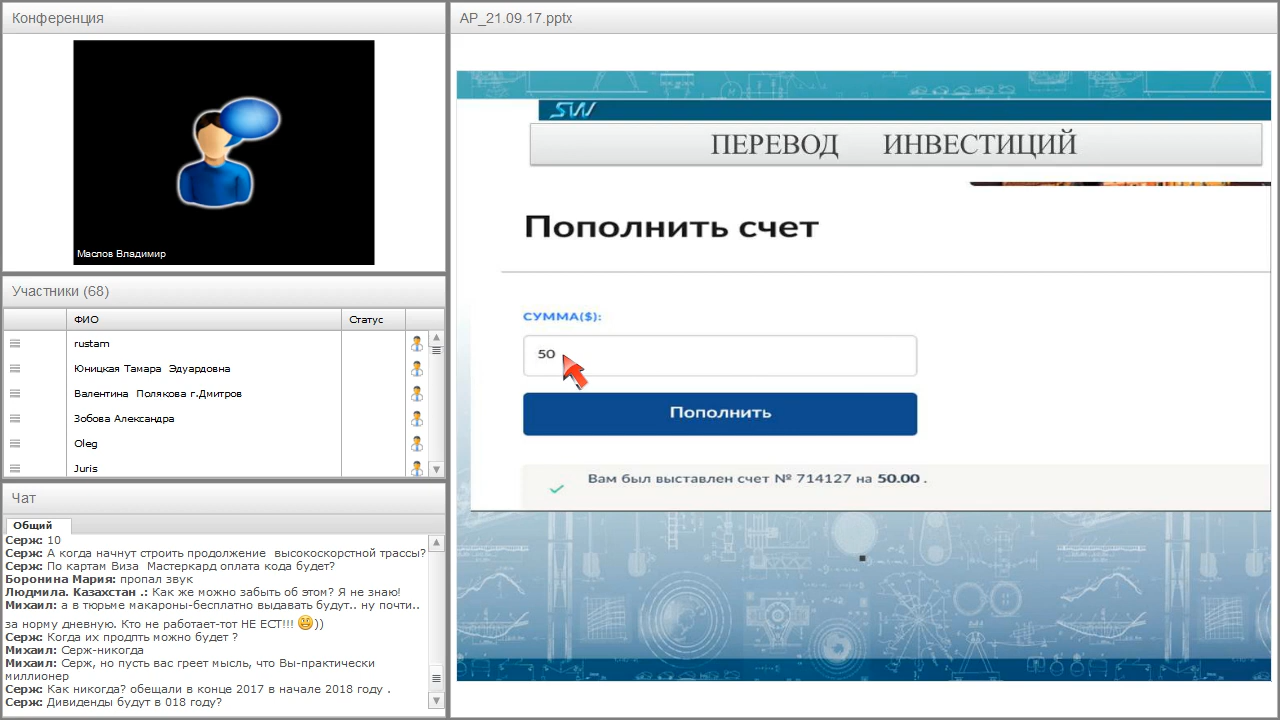 Конференция
Маслов Владимир
Участники (68)
ФИО Статус
rustam
Юницкая Тамара Эдуардовна
Валентина Полякова г.Дмитров
Зобова Александра
Oleg
Juris
Чат
Общий
Серж: 10
Серж: А когда начнут строить продолжение высокоскорстной трассы?
Серж: По картам Виза Мастеркард оплата кода будет?
Боронина Мария: пропал звук
Людмила. Казахстан .: Как же можно забыть об этом? Я не знаю!
Михаил: а в тюрьме макароны-бесплатно выдавать будут.. ну почти..
за норму дневную. Кто не работает-тот НЕ ЕСТ!!! ))
Серж: Когда их продпть можно будет ?
Михаил: Серж-никогда
Михаил: Серж, но пусть вас греет мысль, что Вы-практически
миллионер
Серж: Как никогда? обещали в конце 2017 в начале 2018 году .
Серж: Дивиденды будут в 018 году?
AP_21.09.17.pptx
SW
ПЕРЕВОД ИНВЕСТИЦИЙ
Пополнить счет
СУММА($):
50
Пополнить
Вам был выставлен счет № 714127 на 50.00 .